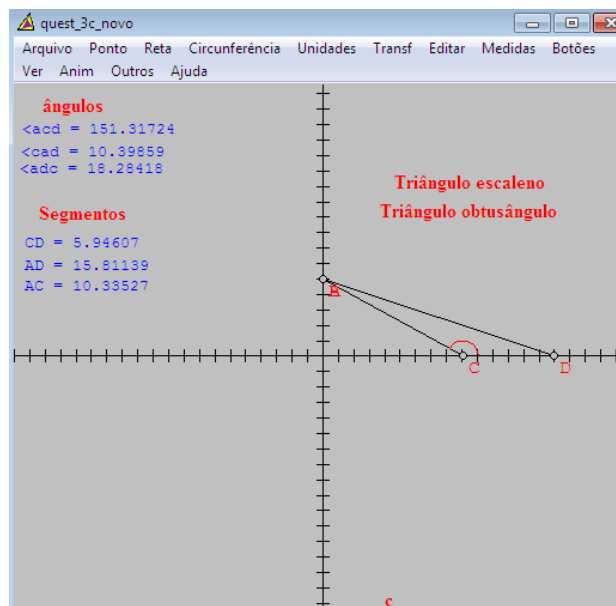 quest_3c_novo
Arquivo Ponto Reta Circunferência Unidades Transf Editar Medidas Botões
Ver Anim Outros Ajuda
ângulos
<acd = 151.31724
<cad = 10.39859
<adc = 18.28418
Triângulo escaleno
Triângulo obtusângulo
Segmentos
CD = 5.94607
AD = 15.81139
AC = 10.33527
C
D
c